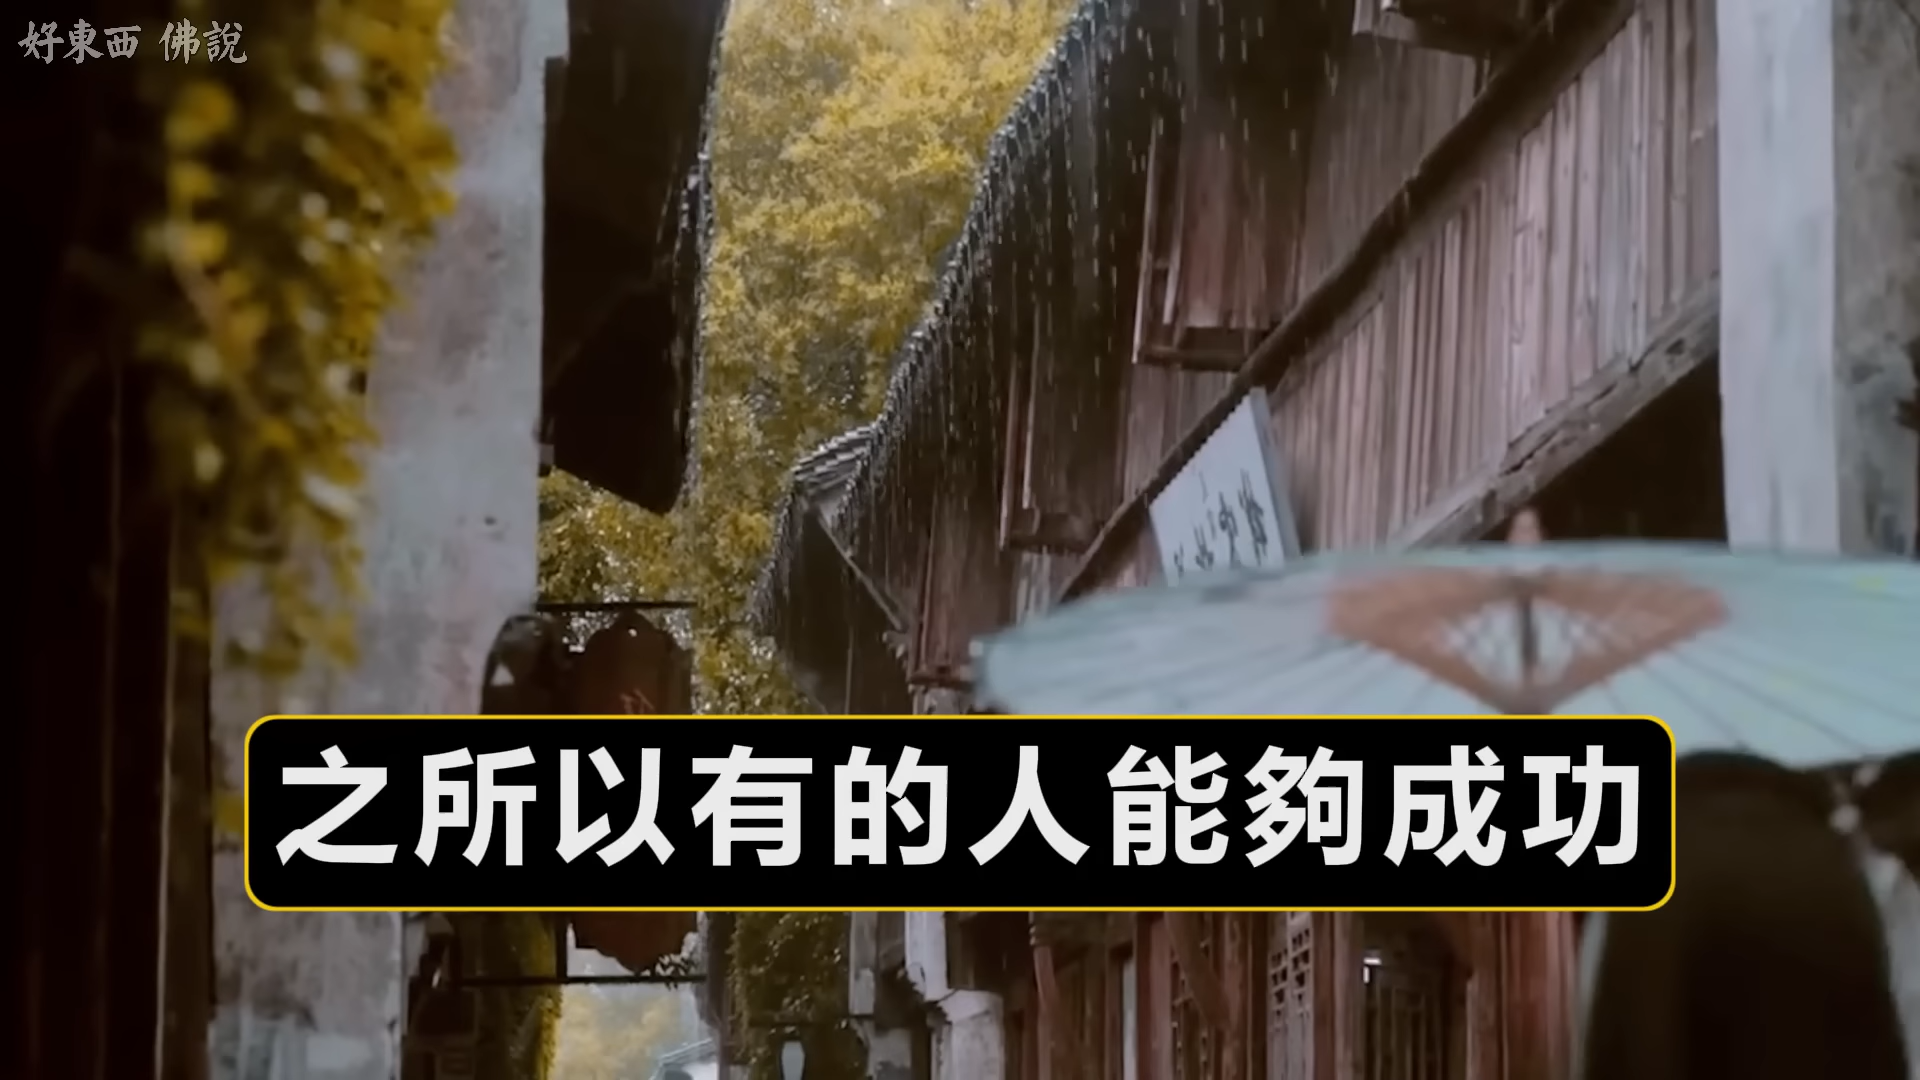 好東西 佛說
之所以有的人能夠成功